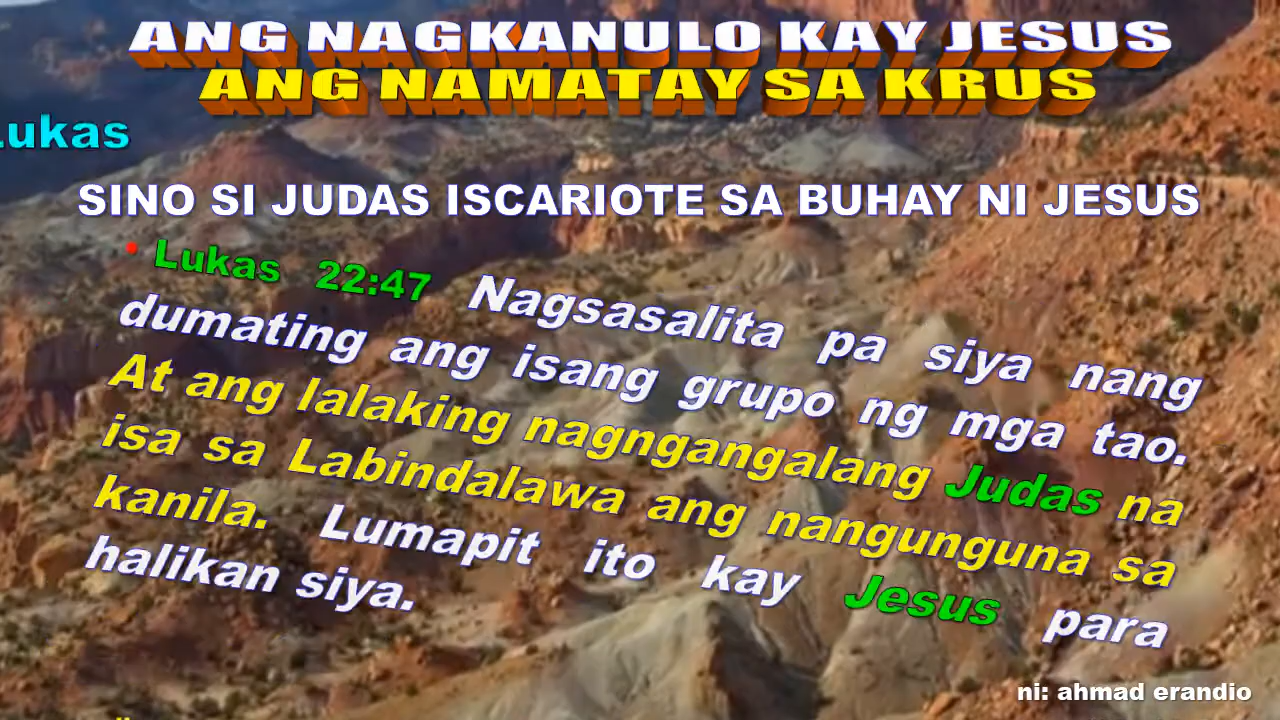 ANG NAGKANULO KAY JESUS
ANG NAMATAY SA KRUS
Lukas
SINO SI JUDAS ISCARIOTE SA BUHAY NI JESUS
• Lukas 22:47 Nagsasalita pa siya nang
dumating ang isang grupo ng mga tao.
At ang lalaking nagngangalang Judas na
isa sa Labindalawa ang nangunguna sa
kanila. Lumapit ito kay Jesus para
halikan siya.
ni: ahmad erandio